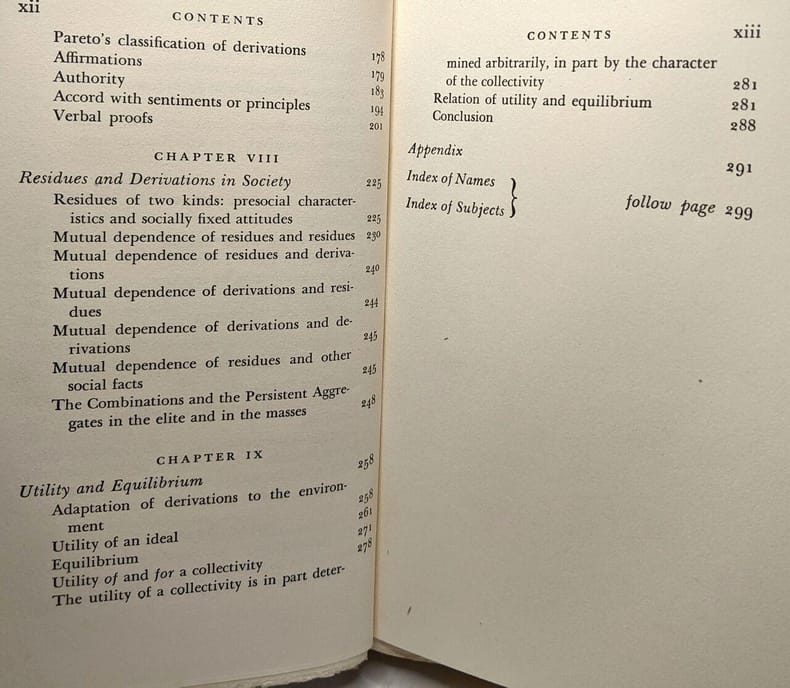 xii
CONTENTS
Pareto's classification of derivations 178
Affirmations 179
Authority 183
Accord with sentiments or principles 194
Verbal proofs 201
CHAPTER VIII
Residues and Derivations in Society 225
Residues of two kinds: presocial character-
istics and socially fixed attitudes 225
Mutual dependence of residues and residues 230
Mutual dependence of residues and deriva-
tions 240
Mutual dependence of derivations and resi-
dues 244
Mutual dependence of derivations and de-
rivations 245
Mutual dependence of residues and other
social facts 245
The Combinations and the Persistent Aggre-
gates in the elite and in the masses 248
CHAPTER IX
Utility and Equilibrium 258
Adaptation of derivations to the environ-
ment 258
Utility of an ideal 261
Equilibrium 271
Utility of and for a collectivity 278
The utility of a collectivity is in part deter-
CONTENTS xiii
mined arbitrarily, in part by the character
of the collectivity 281
Relation of utility and equilibrium 281
Conclusion 288
Appendix 291
Index of Names
Index of Subjects } follow page 299